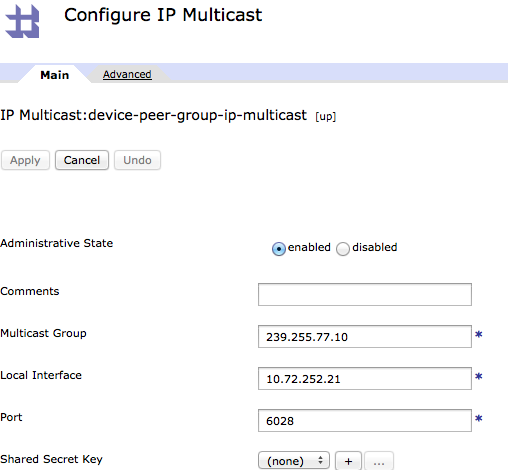 Configure IP Multicast
Main Advanced
IP Multicast:device-peer-group-ip-multicast [up]
Apply Cancel Undo
Administrative State enabled disabled
Comments
Multicast Group 239.255.77.10 *
Local Interface 10.72.252.21 *
Port 6028 *
Shared Secret Key (none) + ...